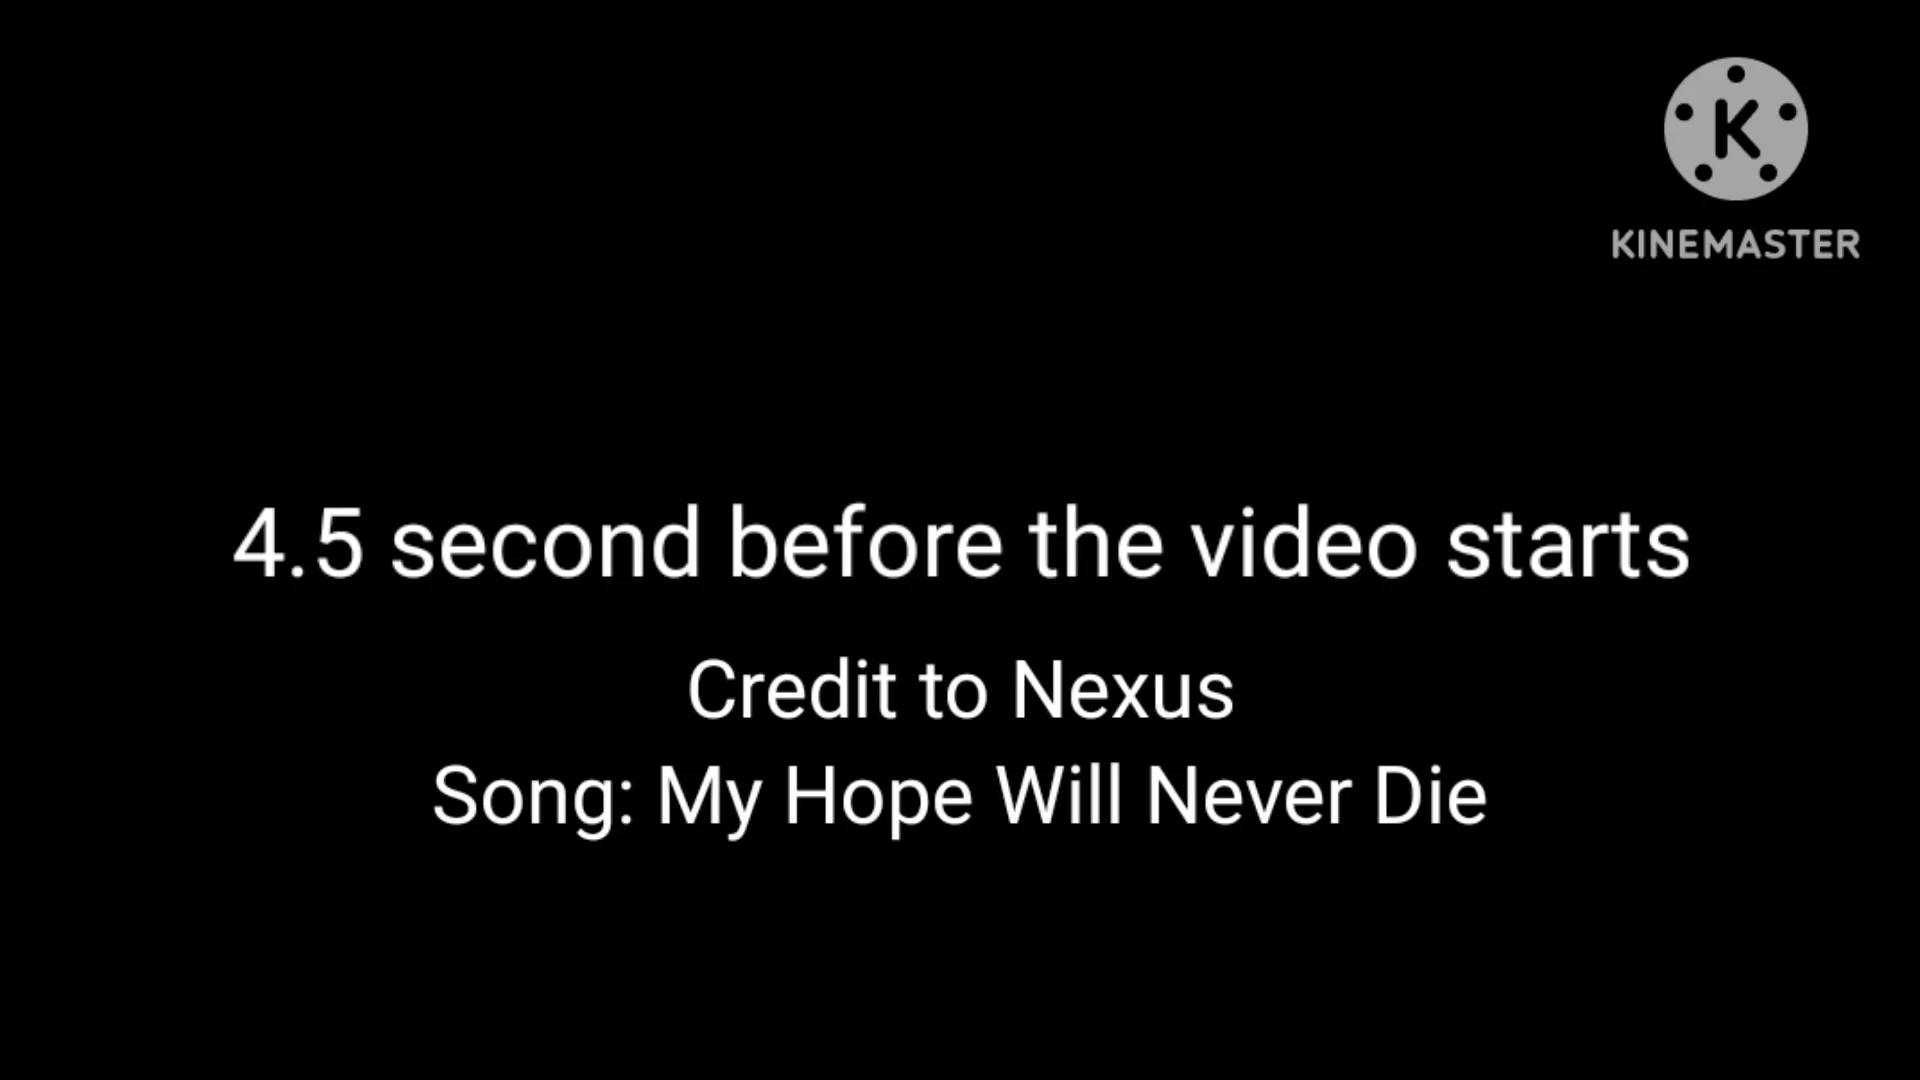 K
KINEMASTER
4.5 second before the video starts
Credit to Nexus
Song: My Hope Will Never Die